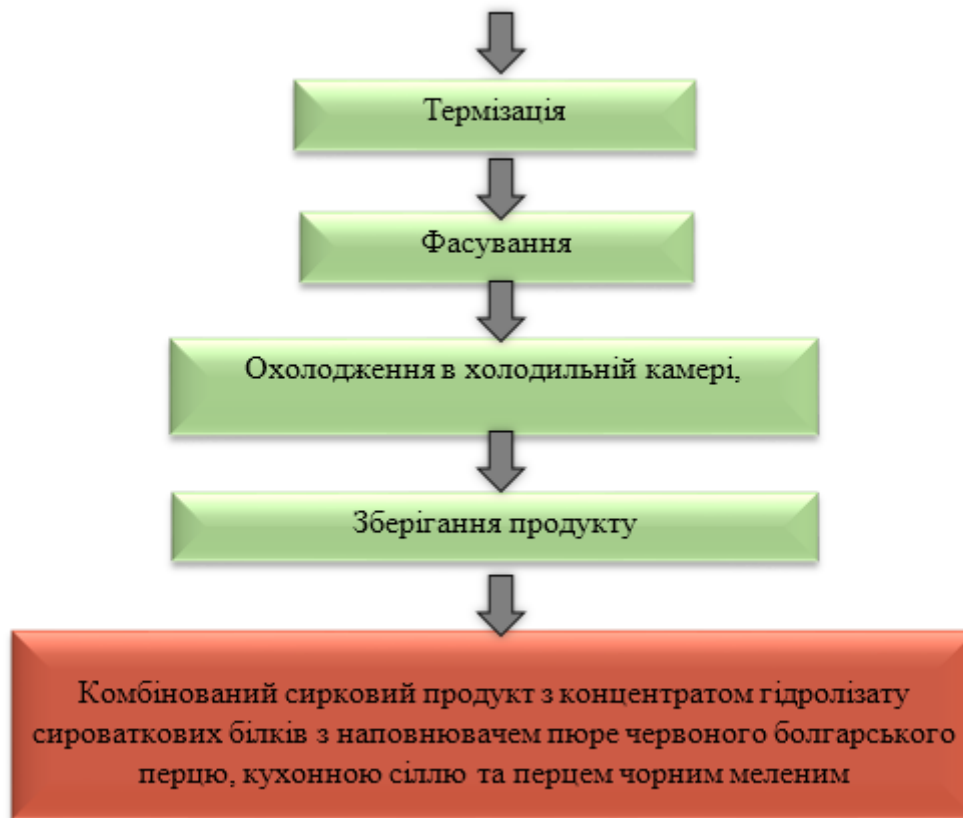 Термізація
Фасування
Охолодження в холодильній камері,
Зберігання продукту
Комбінований сирковий продукт з концентратом гідролізату
сироваткових білків з наповнювачем пюре червоного болгарського
перцю, кухонною сіллю та перцем чорним меленим